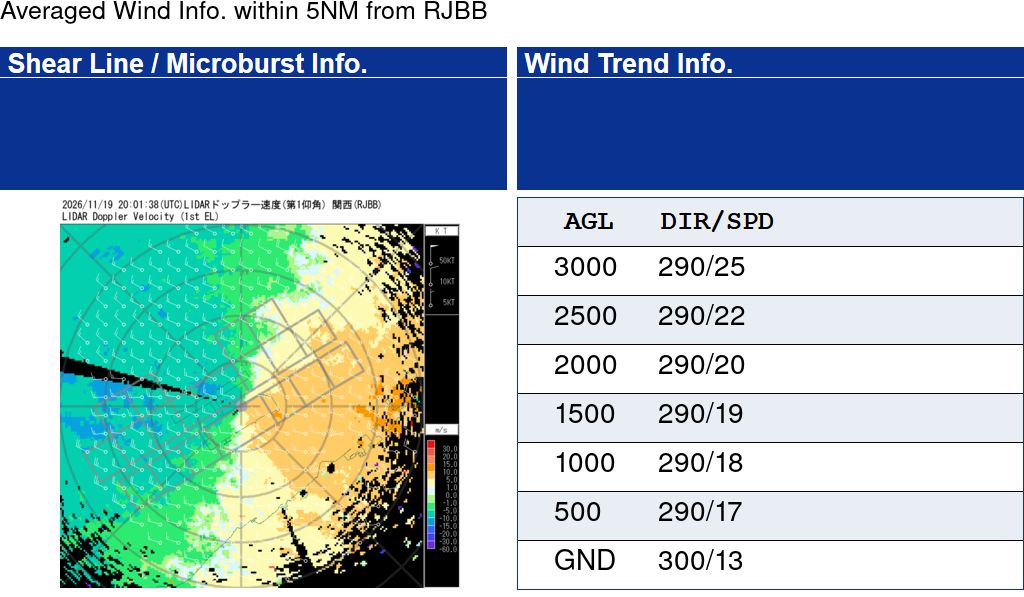 Averaged Wind Info. within 5NM from RJBB
Shear Line / Microburst Info.
Wind Trend Info.
2026/11/19 20:01:38(UTC)LIDARドップラー速度(第1仰角) 関西(RJBB)
LIDAR Doppler Velocity (1st EL)
KT
50KT
10KT
5KT
m/s
30.0
20.0
15.0
10.0
5.0
1.0
0.0
-1.0
-5.0
-10.0
-15.0
-20.0
-30.0
-60.0
AGL DIR/SPD
3000 290/25
2500 290/22
2000 290/20
1500 290/19
1000 290/18
500 290/17
GND 300/13